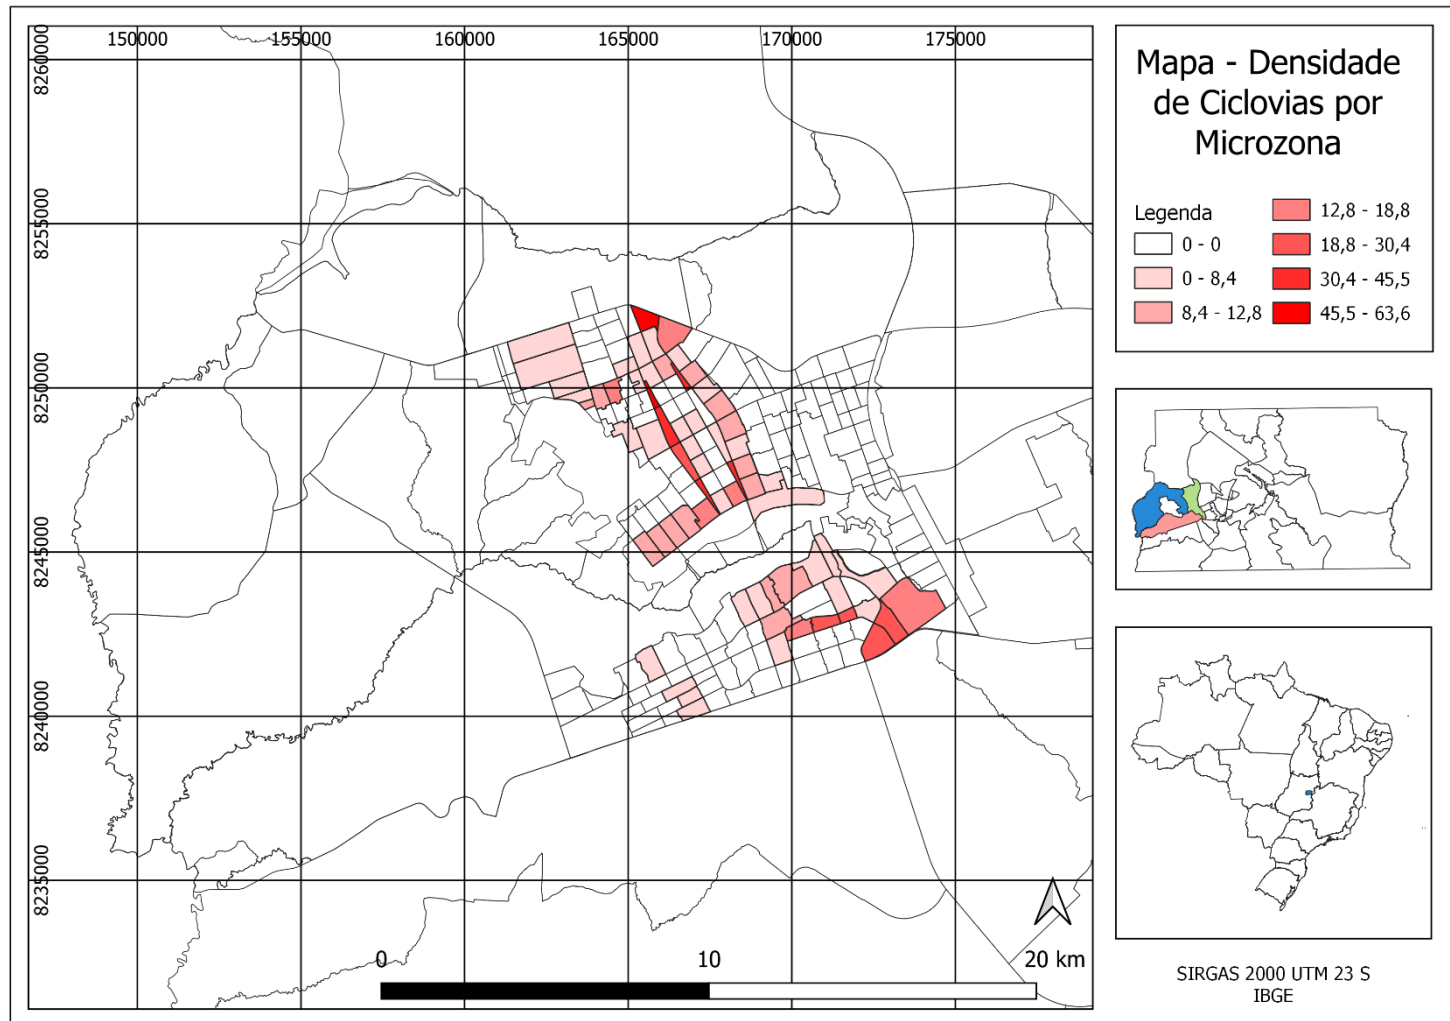 150000 155000 160000 165000 170000 175000
8260000
8255000
8250000
8245000
8240000
8235000
0 10 20 km
Mapa - Densidade
de Ciclovias por
Microzona
Legenda
0 - 0
0 - 8,4
8,4 - 12,8
12,8 - 18,8
18,8 - 30,4
30,4 - 45,5
45,5 - 63,6
SIRGAS 2000 UTM 23 S
IBGE